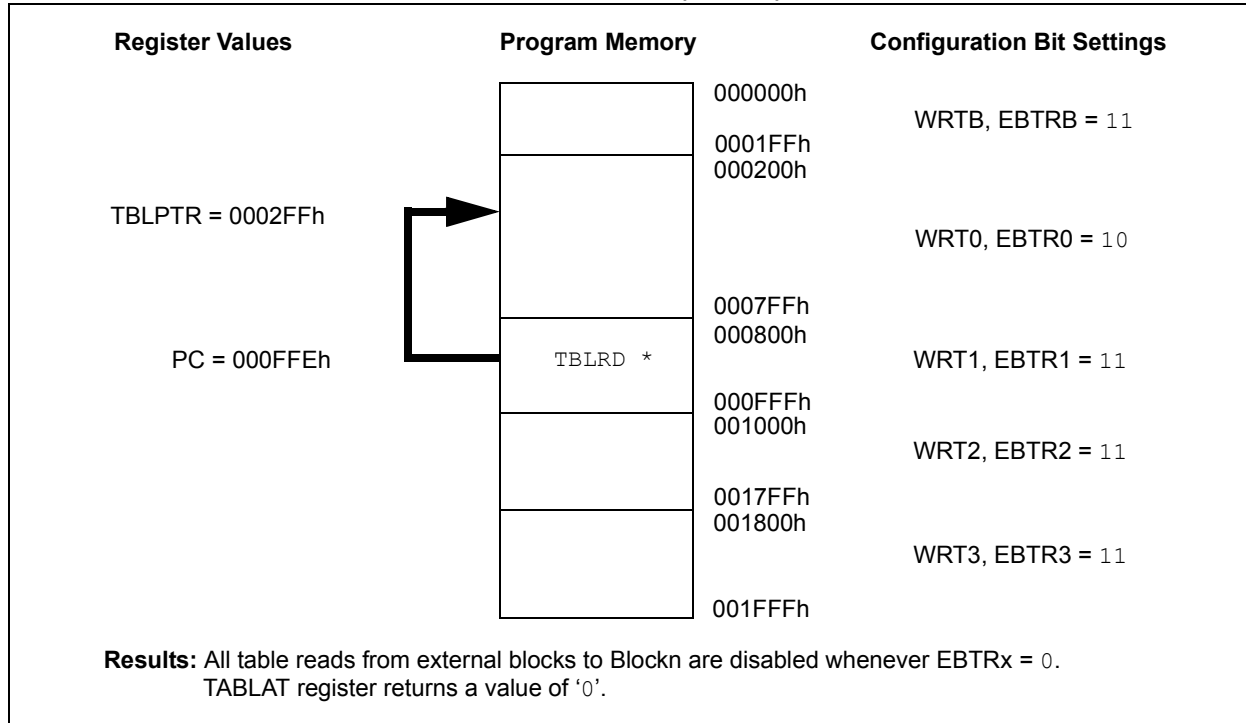 Register Values Program Memory Configuration Bit Settings
000000h
WRTB, EBTRB = 11
0001FFh
000200h
TBLPTR = 0002FFh
WRT0, EBTR0 = 10
0007FFh
000800h
PC = 000FFEh TBLRD * WRT1, EBTR1 = 11
000FFFh
001000h
WRT2, EBTR2 = 11
0017FFh
001800h
WRT3, EBTR3 = 11
001FFFh
Results: All table reads from external blocks to Blockn are disabled whenever EBTRx = 0.
TABLAT register returns a value of ‘0’.